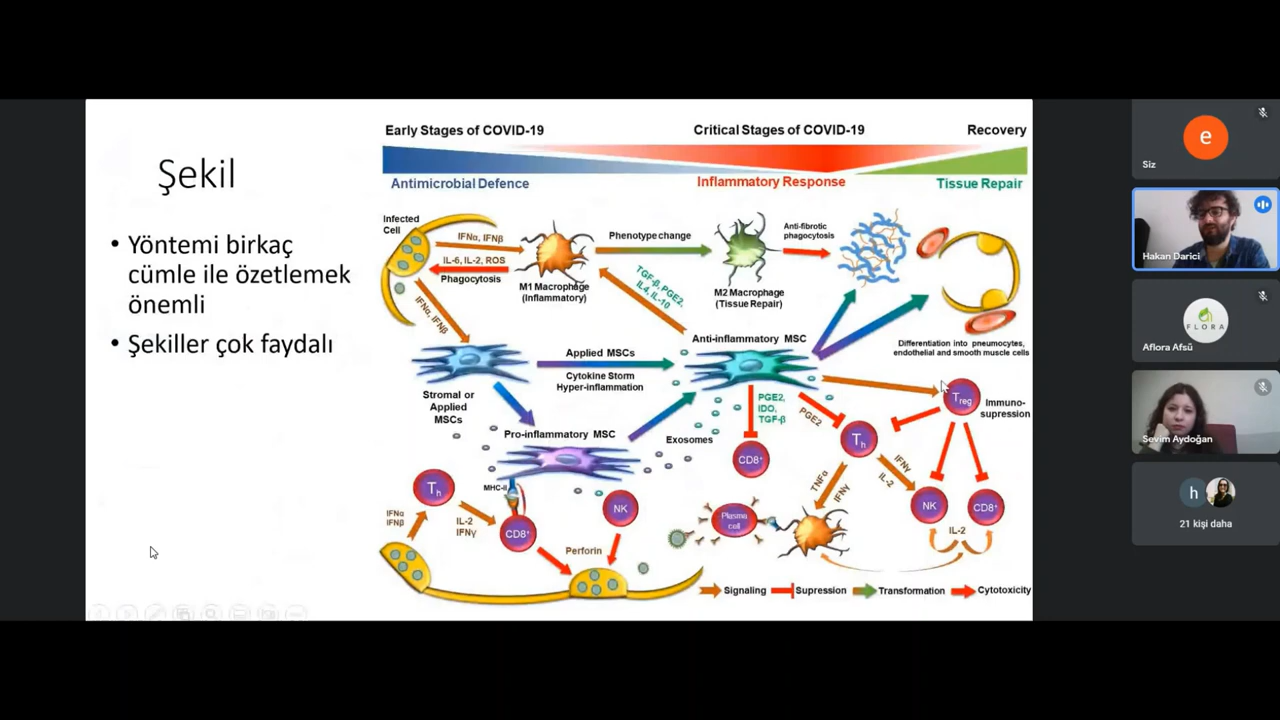 Şekil
• Yöntemi birkaç
cümle ile özetlemek
önemli
• Şekiller çok faydalı
Early Stages of COVID-19
Critical Stages of COVID-19
Recovery
Antimicrobial Defence
Inflammatory Response
Tissue Repair
Infected
Cell
IFNα, IFNβ
IL-6, IL-2, ROS
Phagocytosis
M1 Macrophage
(Inflammatory)
Phenotype change
M2 Macrophage
(Tissue Repair)
Anti-fibrotic
phagocytosis
TGF-β, PGE2,
IL4, IL-10
IFNα, IFNβ
Differentiation into pneumocytes,
endelial and smooth muscle cells
Stromal or
Applied
MSCs
Applied MSCs
Cytokine Storm
Hyper-inflammation
Anti-inflammatory MSC
Pro-inflammatory MSC
Exosomes
PGE2,
IDO,
TGF-β
PGE2
Treg
Immuno-
supression
Th
CD8+
TNFα
IFNγ
IFNγ
IL-2
NK
CD8+
IL-2
MHC-II
Th
IFNα
IFNβ
IL-2
IFNγ
CD8+
NK
Perforin
Plasma
cell
Signaling
Supression
Transformation
Cytotoxicity
e
Siz
Hakan Darici
FLORA
Aflora Afsü
Sevim Aydoğan
h
21 kişi daha